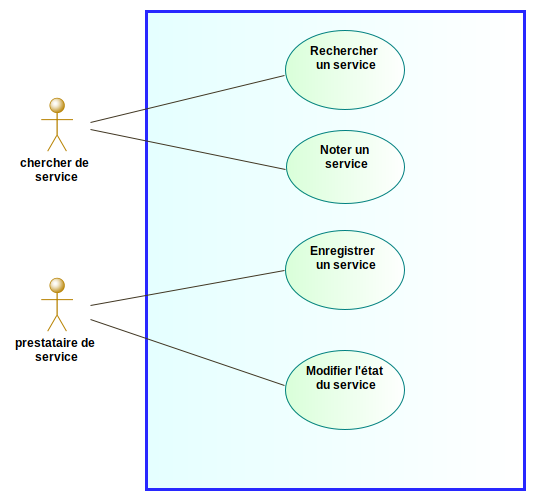 Rechercher
un service
Noter un
service
chercher de
service
Enregistrer
un service
prestataire de
service
Modifier l'état
du service